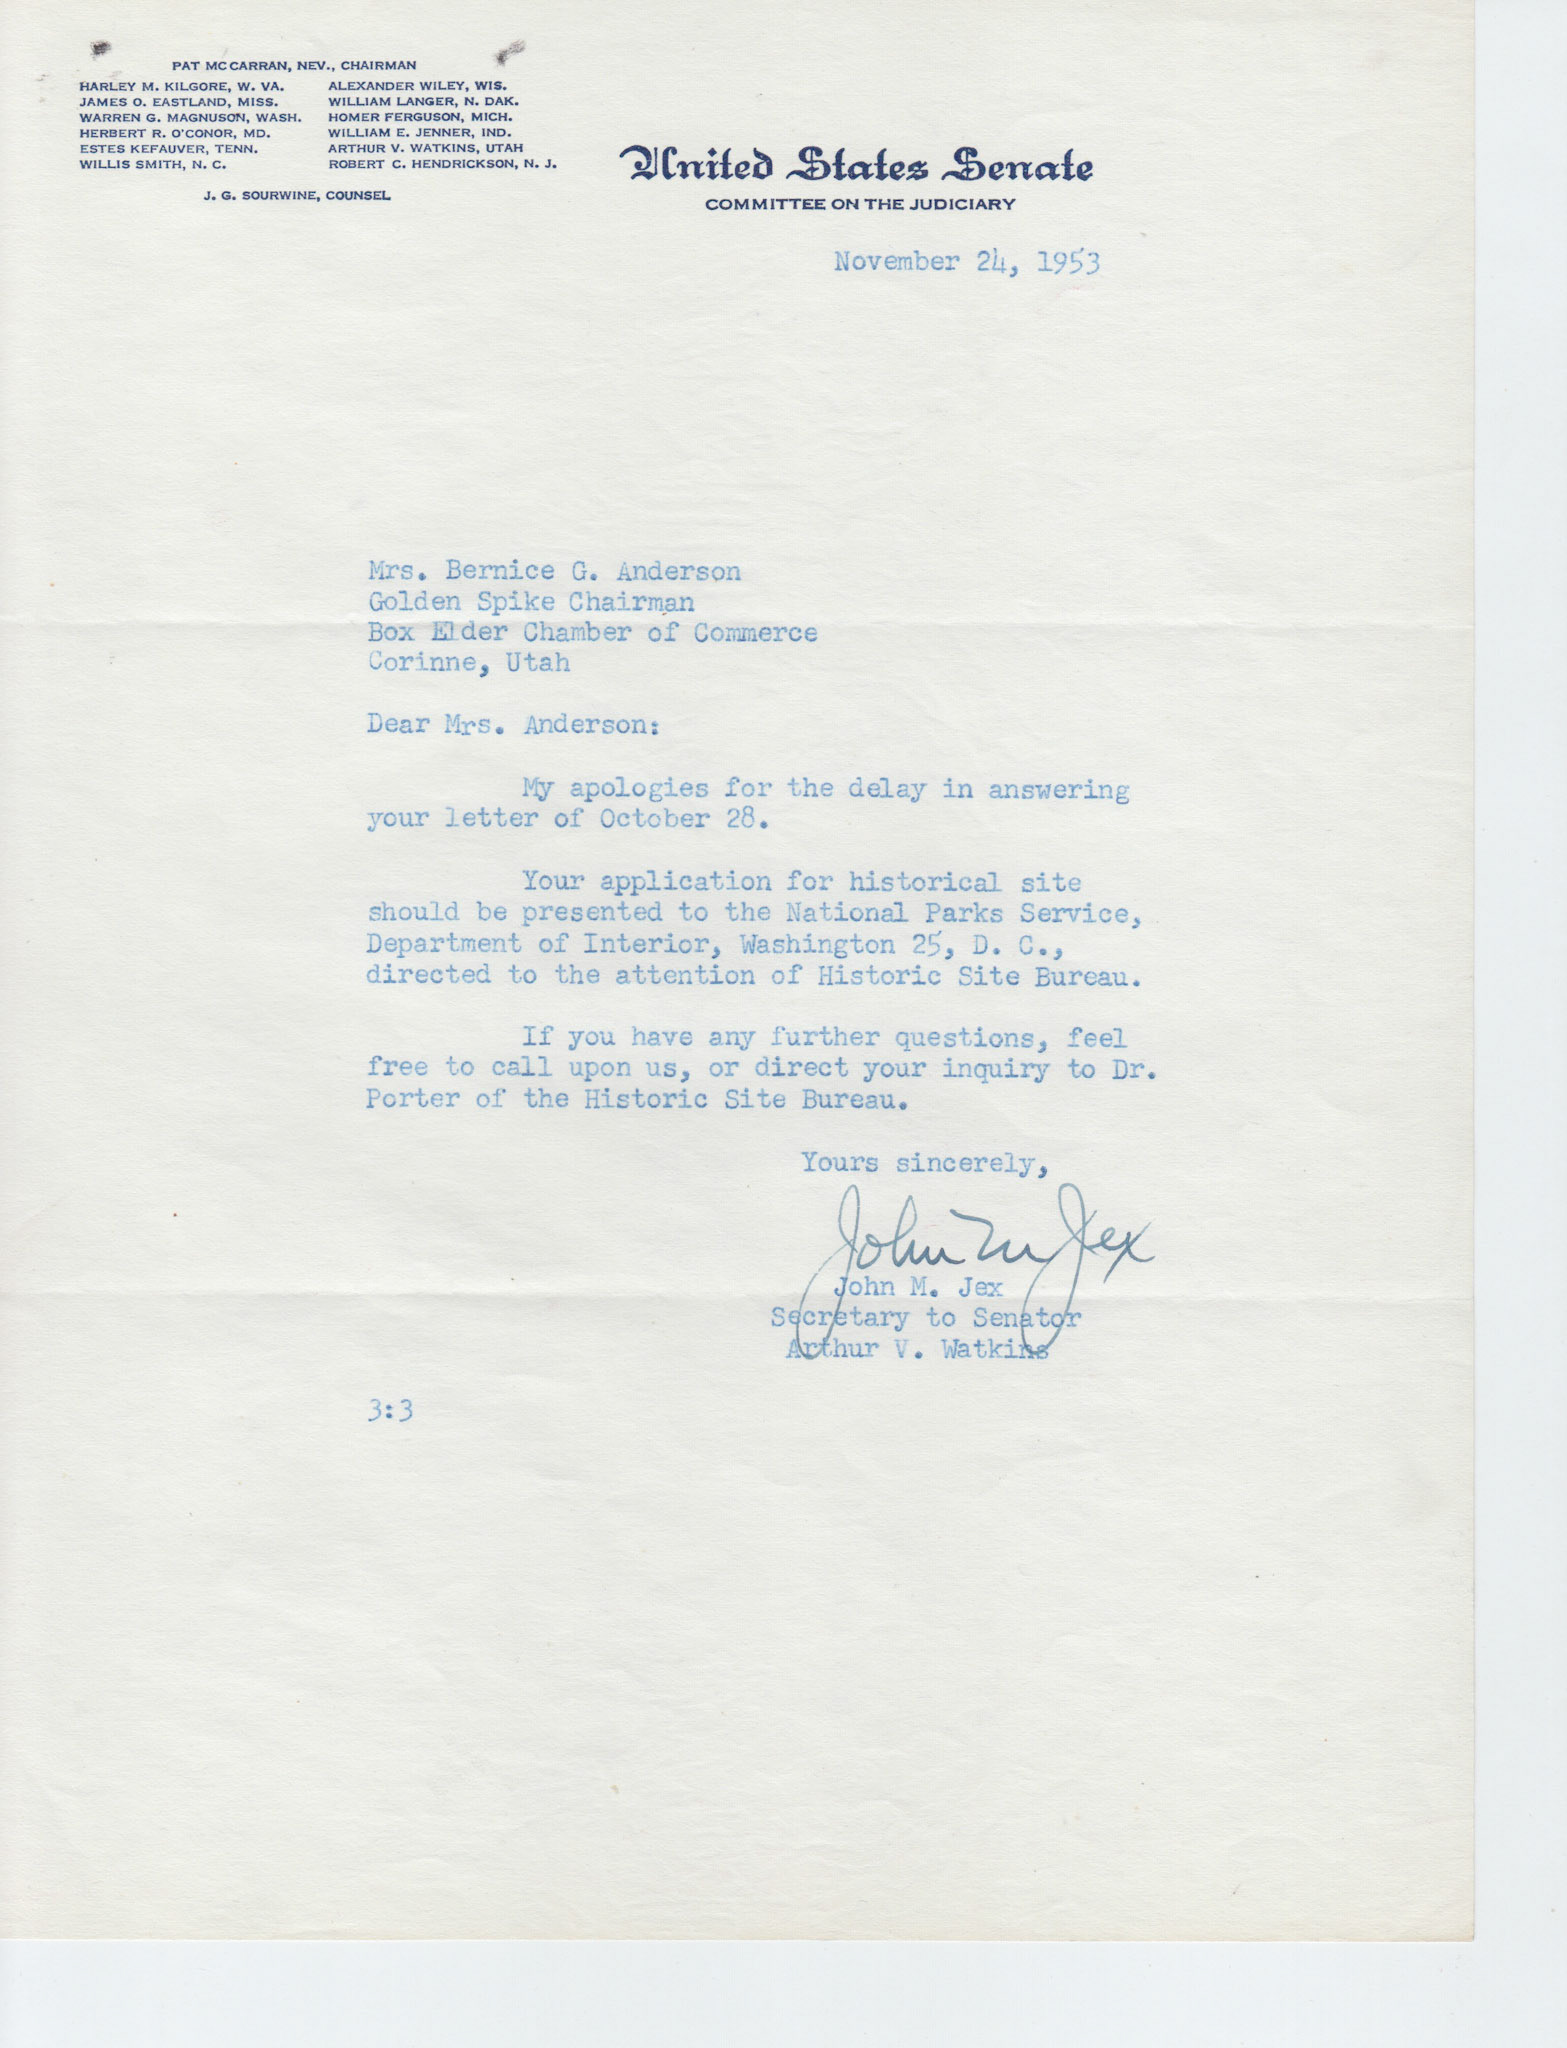 PAT MCCARRAN, NEV., CHAIRMAN
HARLEY M. KILGORE, W. VA.
JAMES O. EASTLAND, MISS.
WARREN G. MAGNUSON, WASH.
HERBERT R. O'CONOR, MD.
ESTES KEFAUVER, TENN.
WILLIS SMITH, N. C.
ALEXANDER WILEY, WIS.
WILLIAM LANGER, N. DAK.
HOMER FERGUSON, MICH.
WILLIAM E. JENNER, IND.
ARTHUR V. WATKINS, UTAH
ROBERT C. HENDRICKSON, N. J.
J. G. SOURWINE, COUNSEL
United States Senate
COMMITTEE ON THE JUDICIARY
November 24, 1953
Mrs. Bernice G. Anderson
Golden Spike Chairman
Box Elder Chamber of Commerce
Corinne, Utah
Dear Mrs. Anderson:
My apologies for the delay in answering
your letter of October 28.
Your application for historical site
should be presented to the National Parks Service,
Department of Interior, Washington 25, D. C.,
directed to the attention of Historic Site Bureau.
If you have any further questions, feel
free to call upon us, or direct your inquiry to Dr.
Porter of the Historic Site Bureau.
Yours sincerely,
John M Jex
John M. Jex
Secretary to Senator
Arthur V. Watkins
3:3